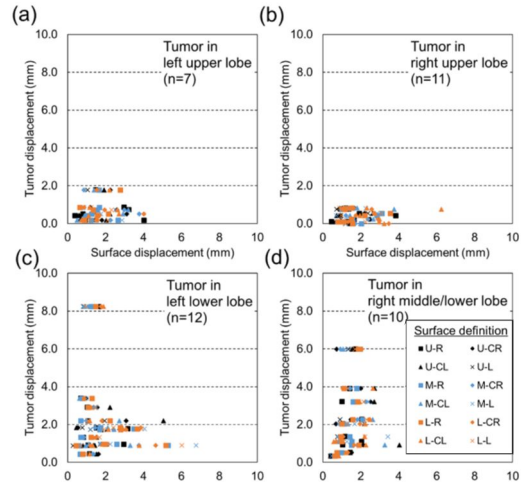 (a)
Tumor in
left upper lobe
(n=7)
10.0
8.0
6.0
4.0
2.0
0.0
Tumor displacement (mm)
0 2 4 6 8 10
Surface displacement (mm)
(b)
Tumor in
right upper lobe
(n=11)
10.0
8.0
6.0
4.0
2.0
0.0
Tumor displacement (mm)
0 2 4 6 8 10
Surface displacement (mm)
(c)
Tumor in
left lower lobe
(n=12)
10.0
8.0
6.0
4.0
2.0
0.0
Tumor displacement (mm)
0 2 4 6 8 10
Surface displacement (mm)
(d)
Tumor in
right middle/lower lobe
(n=10)
10.0
8.0
6.0
4.0
2.0
0.0
Tumor displacement (mm)
Surface definition
U-R U-CR
U-CL U-L
M-R M-CR
M-CL M-L
L-R L-CR
L-CL L-L
0 2 4 6 8 10
Surface displacement (mm)